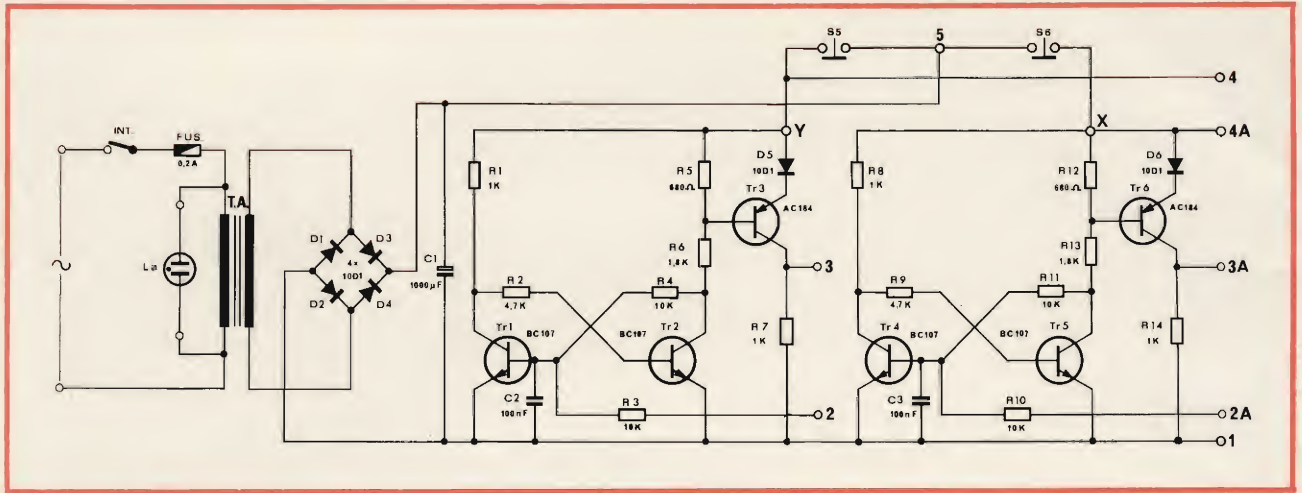 S5
5
S6
4
INT.
FUS.
0,2A
Y
X
4A
R1
1K
R5
680Ω
D5
10D1
R8
1K
R12
680Ω
D6
10D1
Tr3
AC184
Tr6
AC184
T.A.
La
D1
D3
4x
10D1
D2
D4
C1
1000µF
R6
1,8K
R13
1,8K
3
3A
R2
4,7K
R4
10K
R9
4,7K
R11
10K
R7
1K
R14
1K
Tr1
BC107
BC107
Tr2
Tr4
BC107
BC107
Tr5
C2
100nF
R3
10K
2
C3
100nF
R10
10K
2A
1